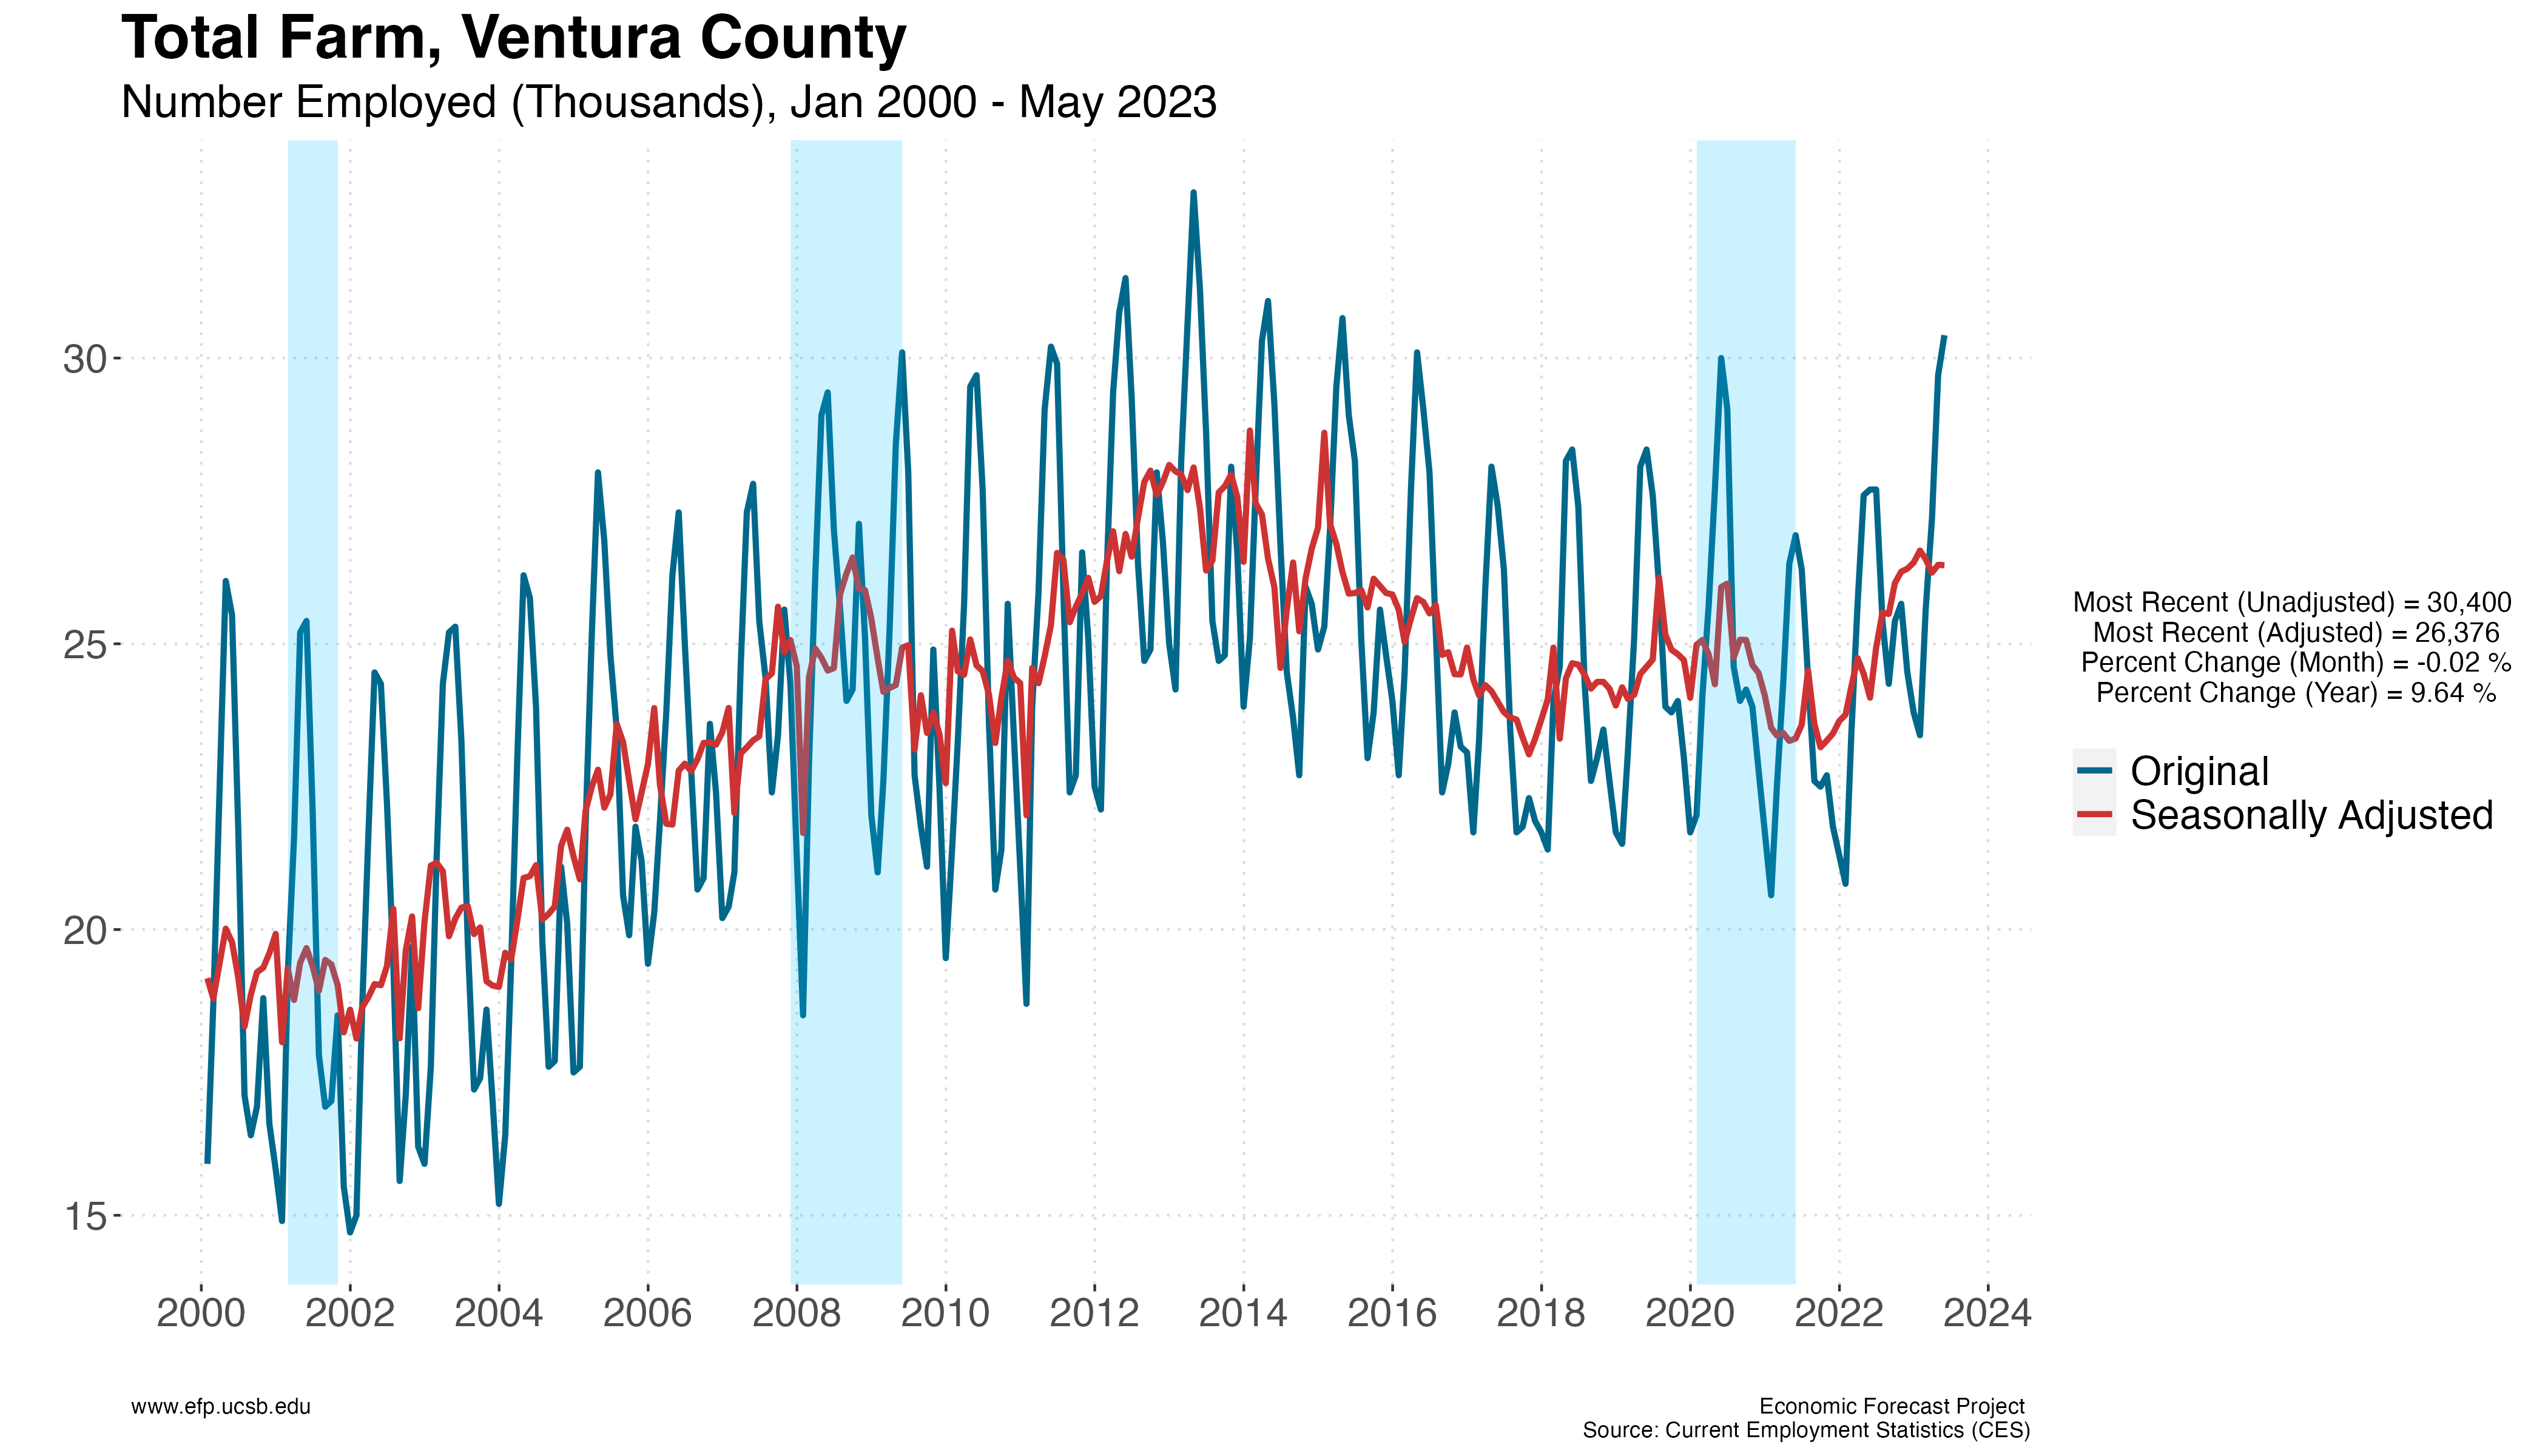 Total Farm, Ventura County
Number Employed (Thousands), Jan 2000 - May 2023
30
25
20
15
2000 2002 2004 2006 2008 2010 2012 2014 2016 2018 2020 2022 2024
Most Recent (Unadjusted) = 30,400
Most Recent (Adjusted) = 26,376
Percent Change (Month) = -0.02 %
Percent Change (Year) = 9.64 %
Original
Seasonally Adjusted
www.efp.ucsb.edu
Economic Forecast Project
Source: Current Employment Statistics (CES)